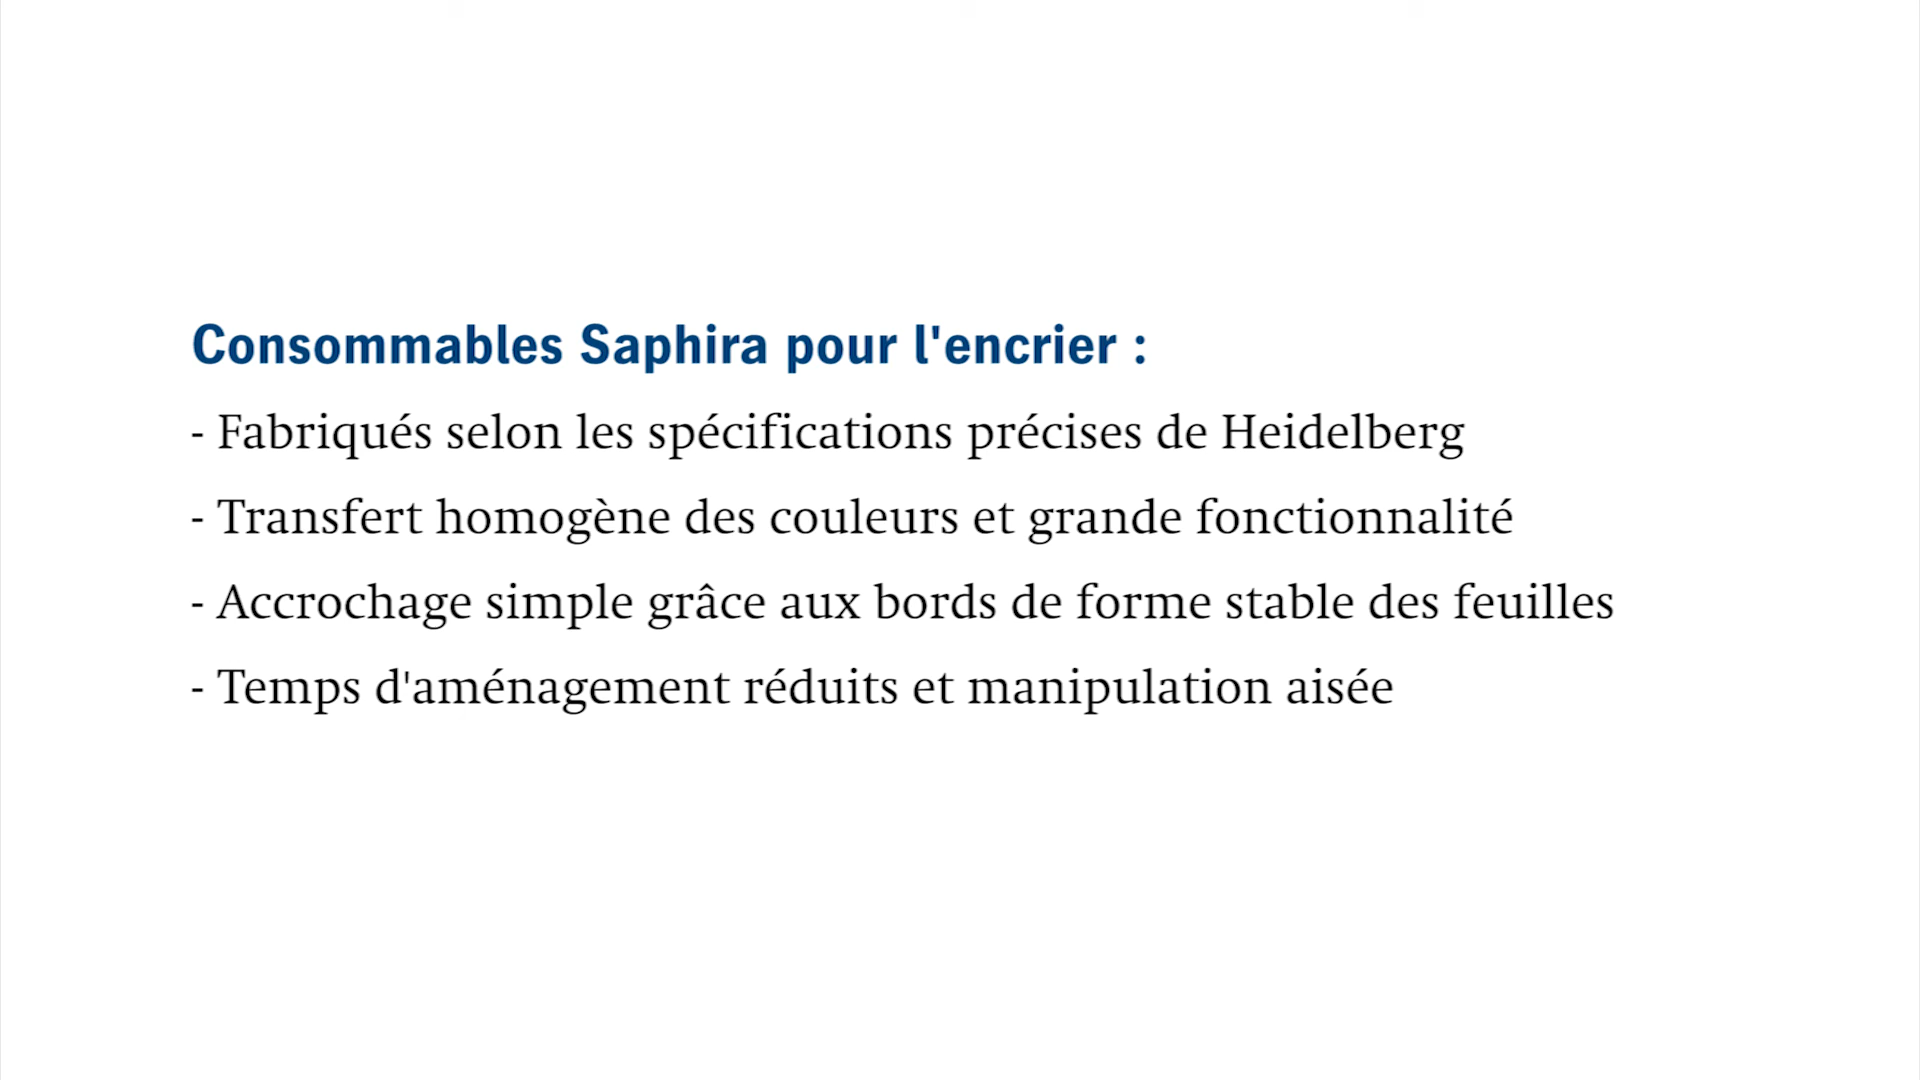 Consommables Saphira pour l'encrier :
- Fabriqués selon les spécifications précises de Heidelberg
- Transfert homogène des couleurs et grande fonctionnalité
- Accrochage simple grâce aux bords de forme stable des feuilles
- Temps d'aménagement réduits et manipulation aisée